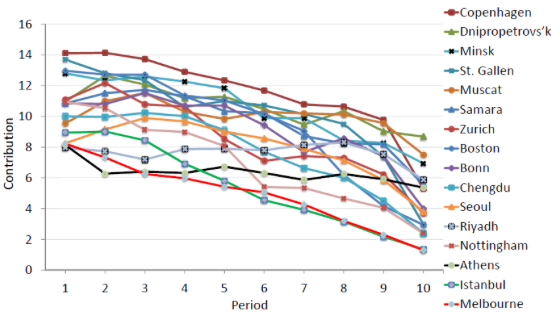 16
14
12
10
8
6
4
2
0
Contribution
1 2 3 4 5 6 7 8 9 10
Period
Copenhagen
Dnipropetrovs'k
Minsk
St. Gallen
Muscat
Samara
Zurich
Boston
Bonn
Chengdu
Seoul
Riyadh
Nottingham
Athens
Istanbul
Melbourne